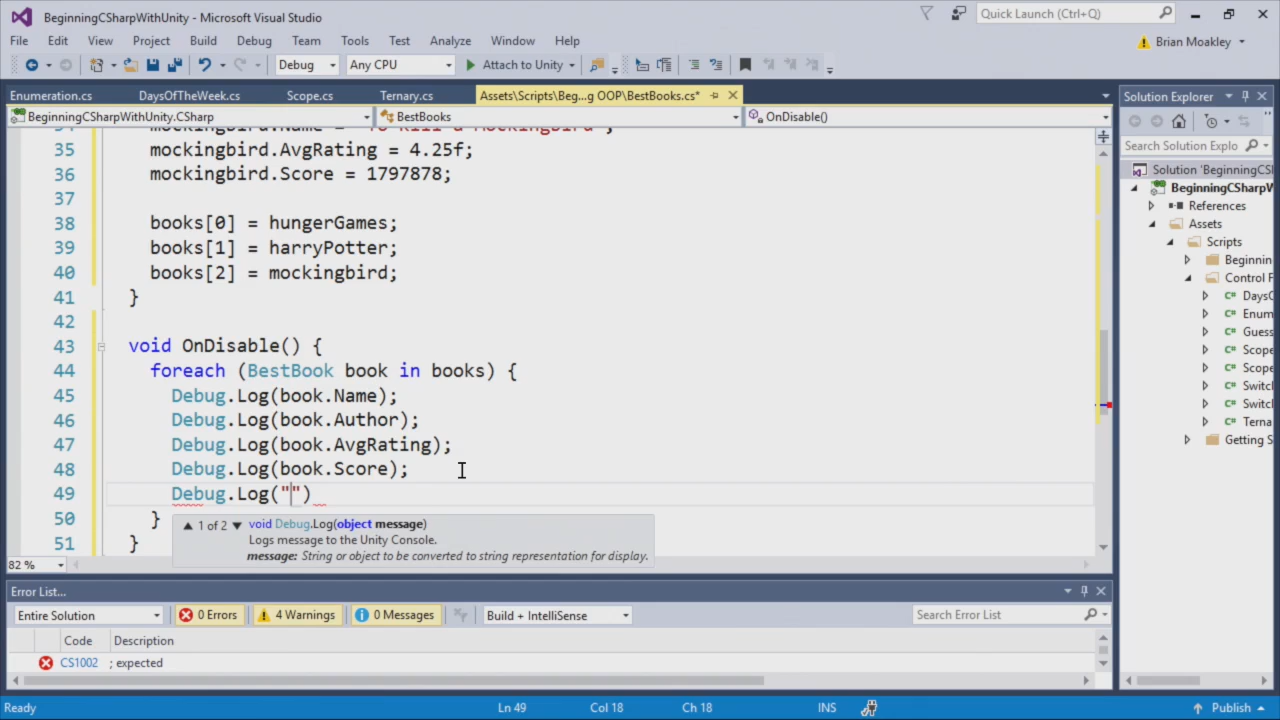 BeginningCSharpWithUnity - Microsoft Visual Studio
Quick Launch (Ctrl+Q)
File Edit View Project Build Debug Team Tools Test Analyze Window Help
Brian Moakley
Debug Any CPU Attach to Unity
Enumeration.cs DaysOfTheWeek.cs Scope.cs Ternary.cs Assets\Scripts\Beg...g OOP\BestBooks.cs*
BeginningCSharpWithUnity.CSharp BestBooks OnDisable()
34 mockingbird.Name = "To Kill a Mockingbird";
35 mockingbird.AvgRating = 4.25f;
36 mockingbird.Score = 1797878;
37
38 books[0] = hungerGames;
39 books[1] = harryPotter;
40 books[2] = mockingbird;
41 }
42
43 void OnDisable() {
44 foreach (BestBook book in books) {
45 Debug.Log(book.Name);
46 Debug.Log(book.Author);
47 Debug.Log(book.AvgRating);
48 Debug.Log(book.Score);
49 Debug.Log("")
50 }
51 }
1 of 2 void Debug.Log(object message)
Logs message to the Unity Console.
message: String or object to be converted to string representation for display.
82 %
Error List...
Entire Solution 0 Errors 4 Warnings 0 Messages Build + IntelliSense Search Error List
Code Description
CS1002 ; expected
Solution Explorer
Search Solution Explo
Solution 'BeginningC
BeginningCSharpW
References
Assets
Scripts
Beginnin
Control F
DaysO
Enum
Guess
Scope
Scope
Switc
Switc
Terna
Getting S
Ready Ln 49 Col 18 Ch 18 INS Publish